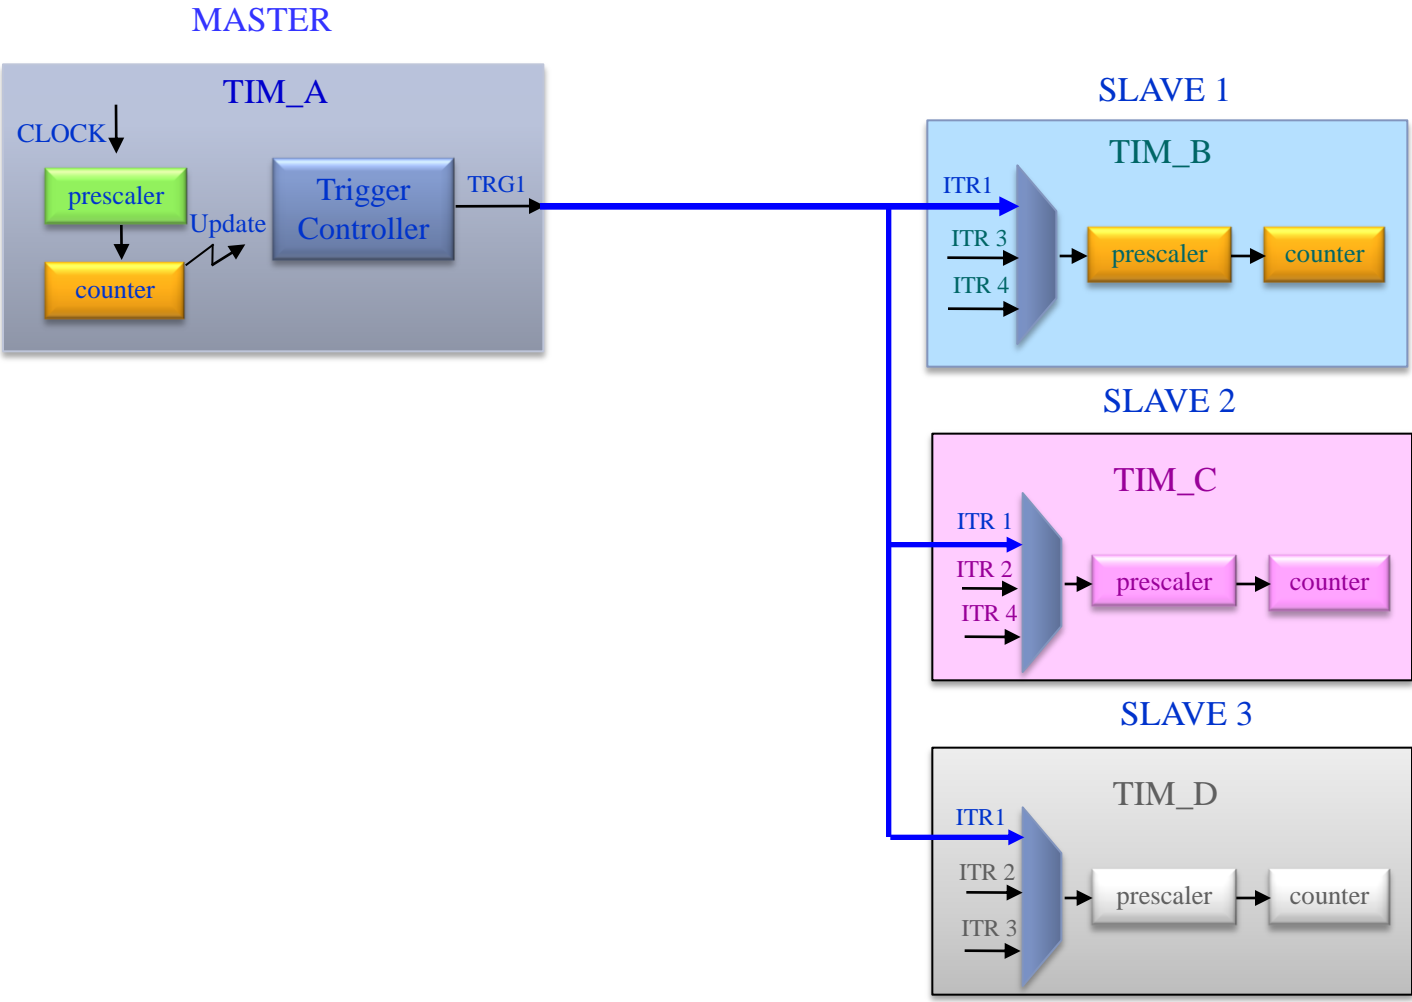 MASTER
TIM_A
CLOCK
prescaler
Update
counter
Trigger
Controller
TRG1
SLAVE 1
TIM_B
ITR1
ITR 3
ITR 4
prescaler
counter
SLAVE 2
TIM_C
ITR 1
ITR 2
ITR 4
prescaler
counter
SLAVE 3
TIM_D
ITR1
ITR 2
ITR 3
prescaler
counter